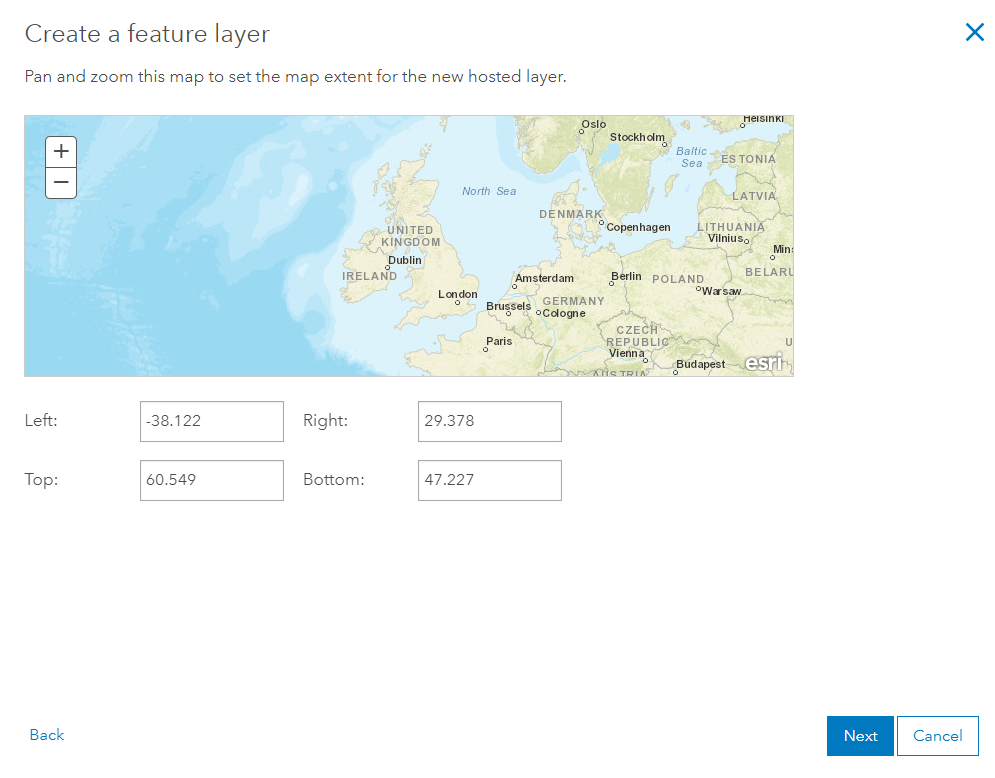 Create a feature layer
Pan and zoom this map to set the map extent for the new hosted layer.
+
−
Oslo
Helsinki
Stockholm
Baltic
Sea
ESTONIA
North Sea
LATVIA
DENMARK
Copenhagen
LITHUANIA
Vilnius
UNITED
KINGDOM
Mins
Dublin
IRELAND
Amsterdam
Berlin
POLAND
BELARU
Warsaw
London
Brussels
GERMANY
Cologne
CZECH
REPUBLIC
Paris
Vienna
U
Budapest
esri
AUSTRIA
Left: -38.122 Right: 29.378
Top: 60.549 Bottom: 47.227
Back Next Cancel